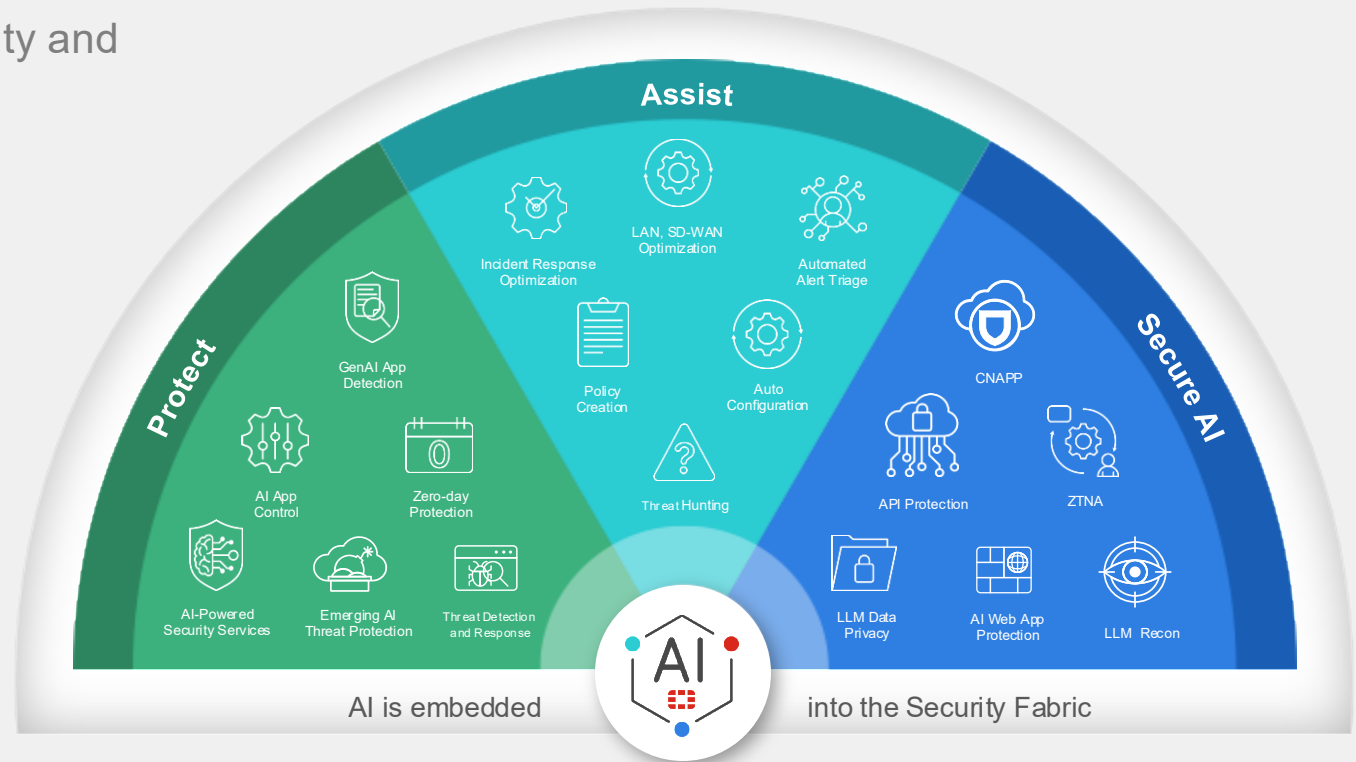 ty and
Assist
LAN, SD-WAN
Optimization
Incident Response
Optimization
Automated
Alert Triage
Policy
Creation
Auto
Configuration
Threat Hunting
Protect
GenAI App
Detection
AI App
Control
Zero-day
Protection
AI-Powered
Security Services
Emerging AI
Threat Protection
Threat Detection
and Response
Secure AI
CNAPP
API Protection
ZTNA
LLM Data
Privacy
AI Web App
Protection
LLM Recon
0
?
AI
AI is embedded
into the Security Fabric